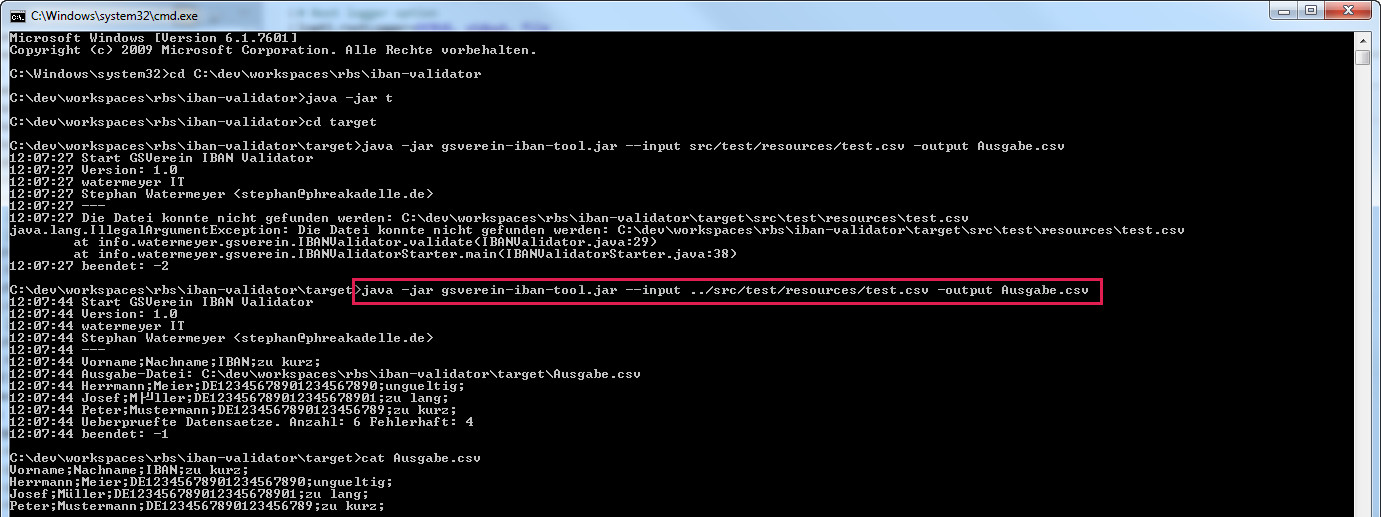 C:\Windows\system32\cmd.exe
Microsoft Windows [Version 6.1.7601]
Copyright (c) 2009 Microsoft Corporation. Alle Rechte vorbehalten.
C:\Windows\system32>cd C:\dev\workspaces\rbs\iban-validator
C:\dev\workspaces\rbs\iban-validator>java -jar t
C:\dev\workspaces\rbs\iban-validator>cd target
C:\dev\workspaces\rbs\iban-validator\target>java -jar gsverein-iban-tool.jar --input src/test/resources/test.csv -output Ausgabe.csv
12:07:27 Start GSVerein IBAN Validator
12:07:27 Version: 1.0
12:07:27 watermeyer IT
12:07:27 Stephan Watermeyer <stephan@phreakadelle.de>
12:07:27 ---
12:07:27 Die Datei konnte nicht gefunden werden: C:\dev\workspaces\rbs\iban-validator\target\src\test\resources\test.csv
java.lang.IllegalArgumentException: Die Datei konnte nicht gefunden werden: C:\dev\workspaces\rbs\iban-validator\target\src\test\resources\test.csv
at info.watermeyer.gsverein.IBANValidator.validate(IBANValidator.java:29)
at info.watermeyer.gsverein.IBANValidatorStarter.main(IBANValidatorStarter.java:38)
12:07:27 beendet: -2
C:\dev\workspaces\rbs\iban-validator\target>java -jar gsverein-iban-tool.jar --input ../src/test/resources/test.csv -output Ausgabe.csv
12:07:44 Start GSVerein IBAN Validator
12:07:44 Version: 1.0
12:07:44 watermeyer IT
12:07:44 Stephan Watermeyer <stephan@phreakadelle.de>
12:07:44 ---
12:07:44 Vorname;Nachname;IBAN;zu kurz;
12:07:44 Ausgabe-Datei: C:\dev\workspaces\rbs\iban-validator\target\Ausgabe.csv
12:07:44 Herrmann;Meier;DE12345678901234567890;ungueltig;
12:07:44 Josef;M├╝ller;DE123456789012345678901;zu lang;
12:07:44 Peter;Mustermann;DE1234567890123456789;zu kurz;
12:07:44 Ueberpruefte Datensaetze. Anzahl: 6 Fehlerhaft: 4
12:07:44 beendet: -1
C:\dev\workspaces\rbs\iban-validator\target>cat Ausgabe.csv
Vorname;Nachname;IBAN;zu kurz;
Herrmann;Meier;DE12345678901234567890;ungueltig;
Josef;Müller;DE123456789012345678901;zu lang;
Peter;Mustermann;DE1234567890123456789;zu kurz;